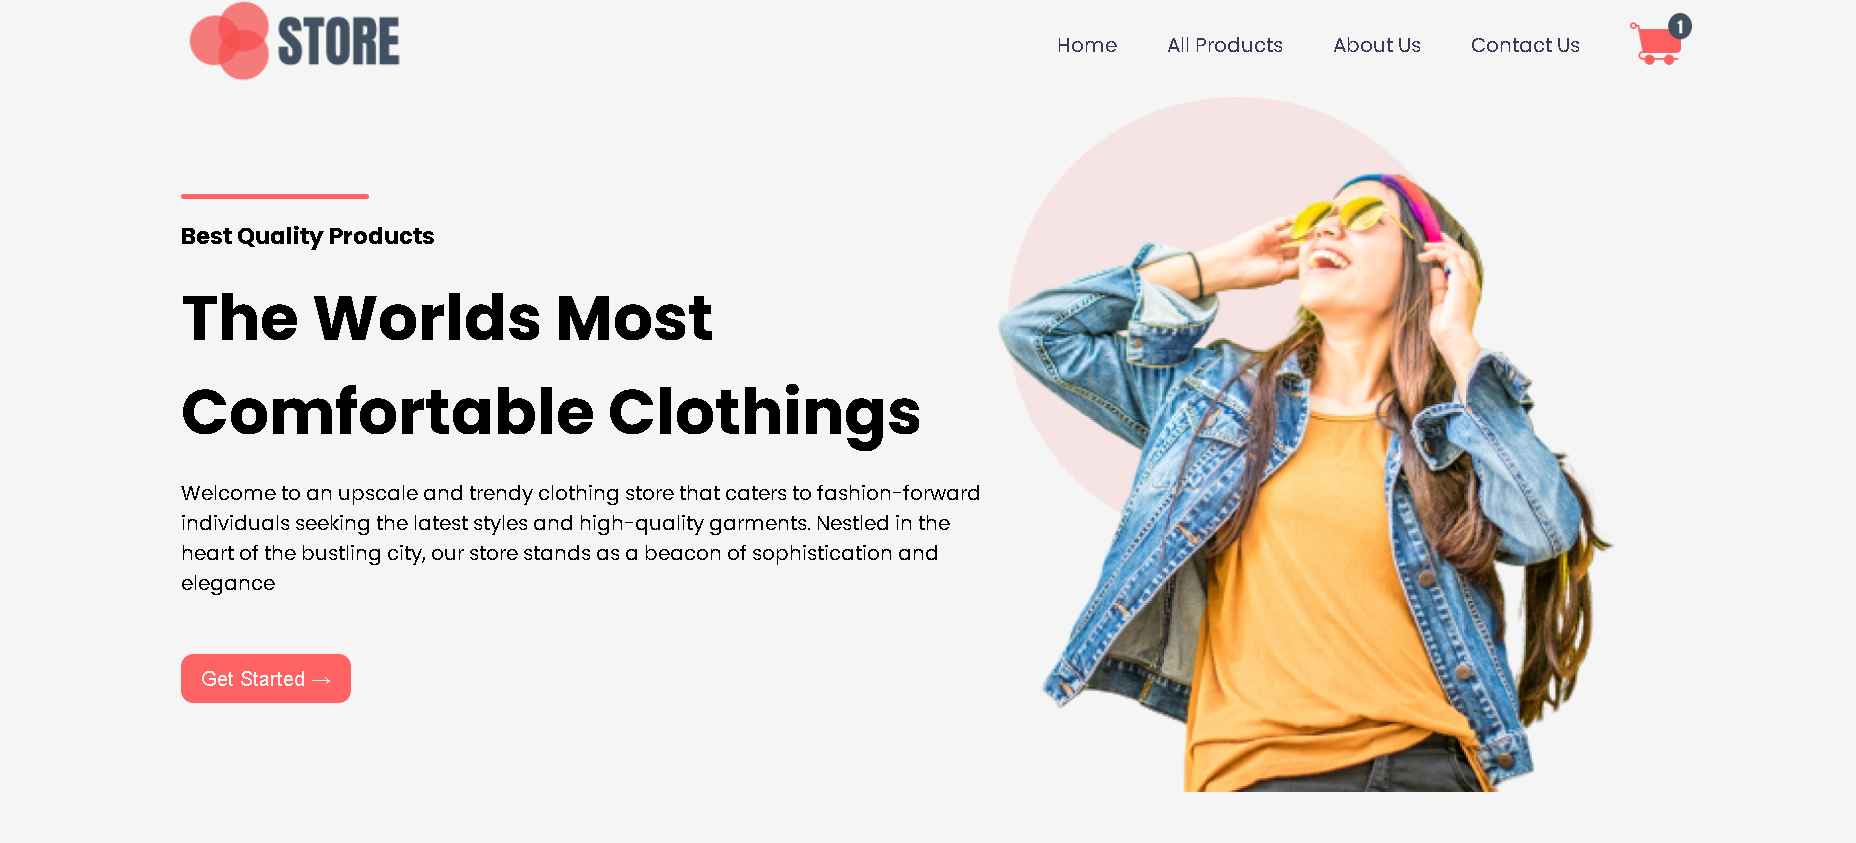 STORE
Home
All Products
About Us
Contact Us
1
Best Quality Products
The Worlds Most
Comfortable Clothings
Welcome to an upscale and trendy clothing store that caters to fashion-forward
individuals seeking the latest styles and high-quality garments. Nestled in the
heart of the bustling city, our store stands as a beacon of sophistication and
elegance
Get Started →